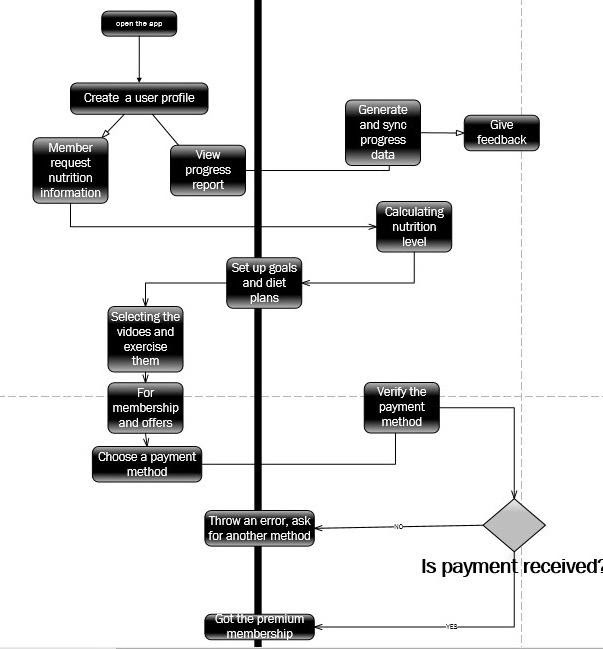 open the app
Create  a user profile
Generate
and sync
progress
data
Give
feedback
Member
request
nutrition
information
View
progress
report
Calculating
nutrition
level
Set up goals
and diet
plans
Selecting the
vidoes and
exercise
them
For
membership
and offers
Verify the
payment
method
Choose a payment
method
Throw an error, ask
for another method
NO
Is payment received?
Got the premium
membership
YES